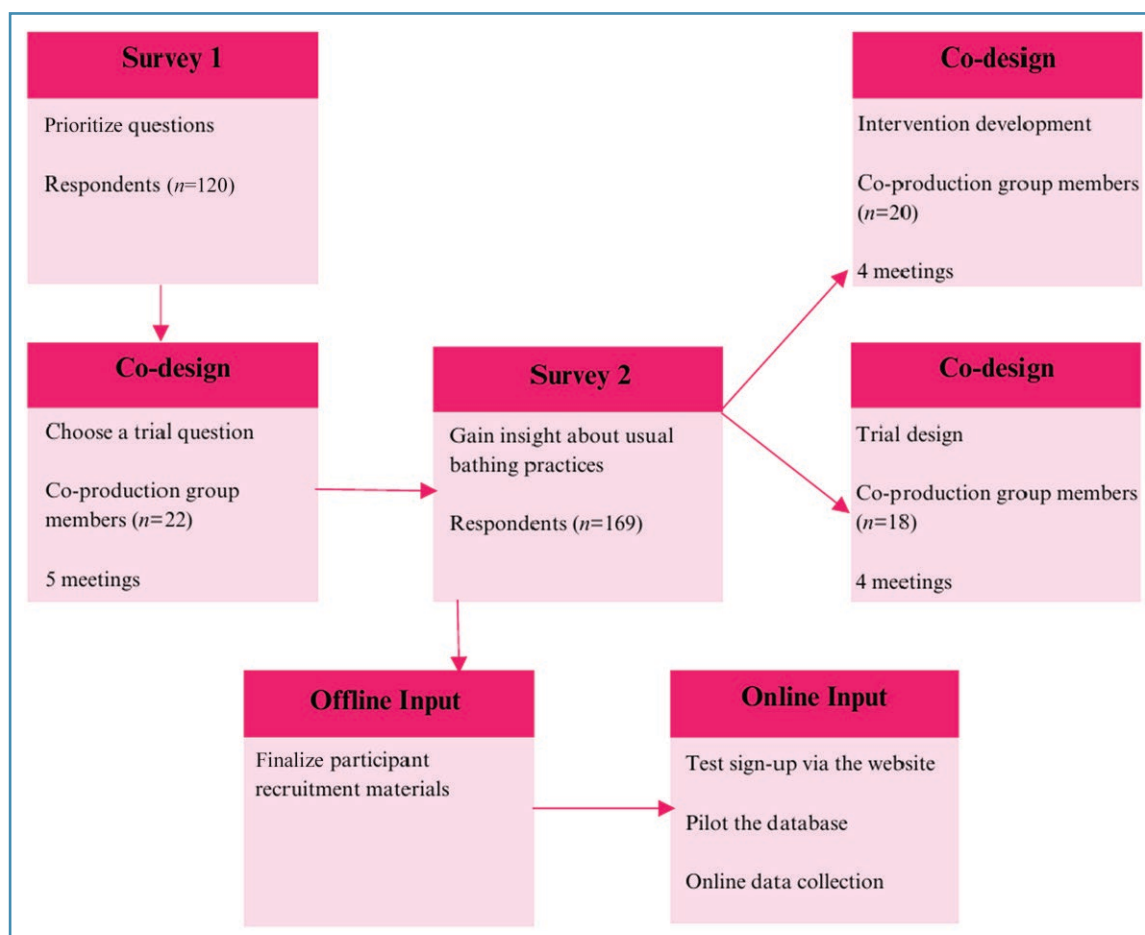 Survey 1
Prioritize questions
Respondents (n=120)
Co-design
Choose a trial question
Co-production group
members (n=22)
5 meetings
Survey 2
Gain insight about usual
bathing practices
Respondents (n=169)
Co-design
Intervention development
Co-production group members
(n=20)
4 meetings
Co-design
Trial design
Co-production group members
(n=18)
4 meetings
Offline Input
Finalize participant
recruitment materials
Online Input
Test sign-up via the website
Pilot the database
Online data collection